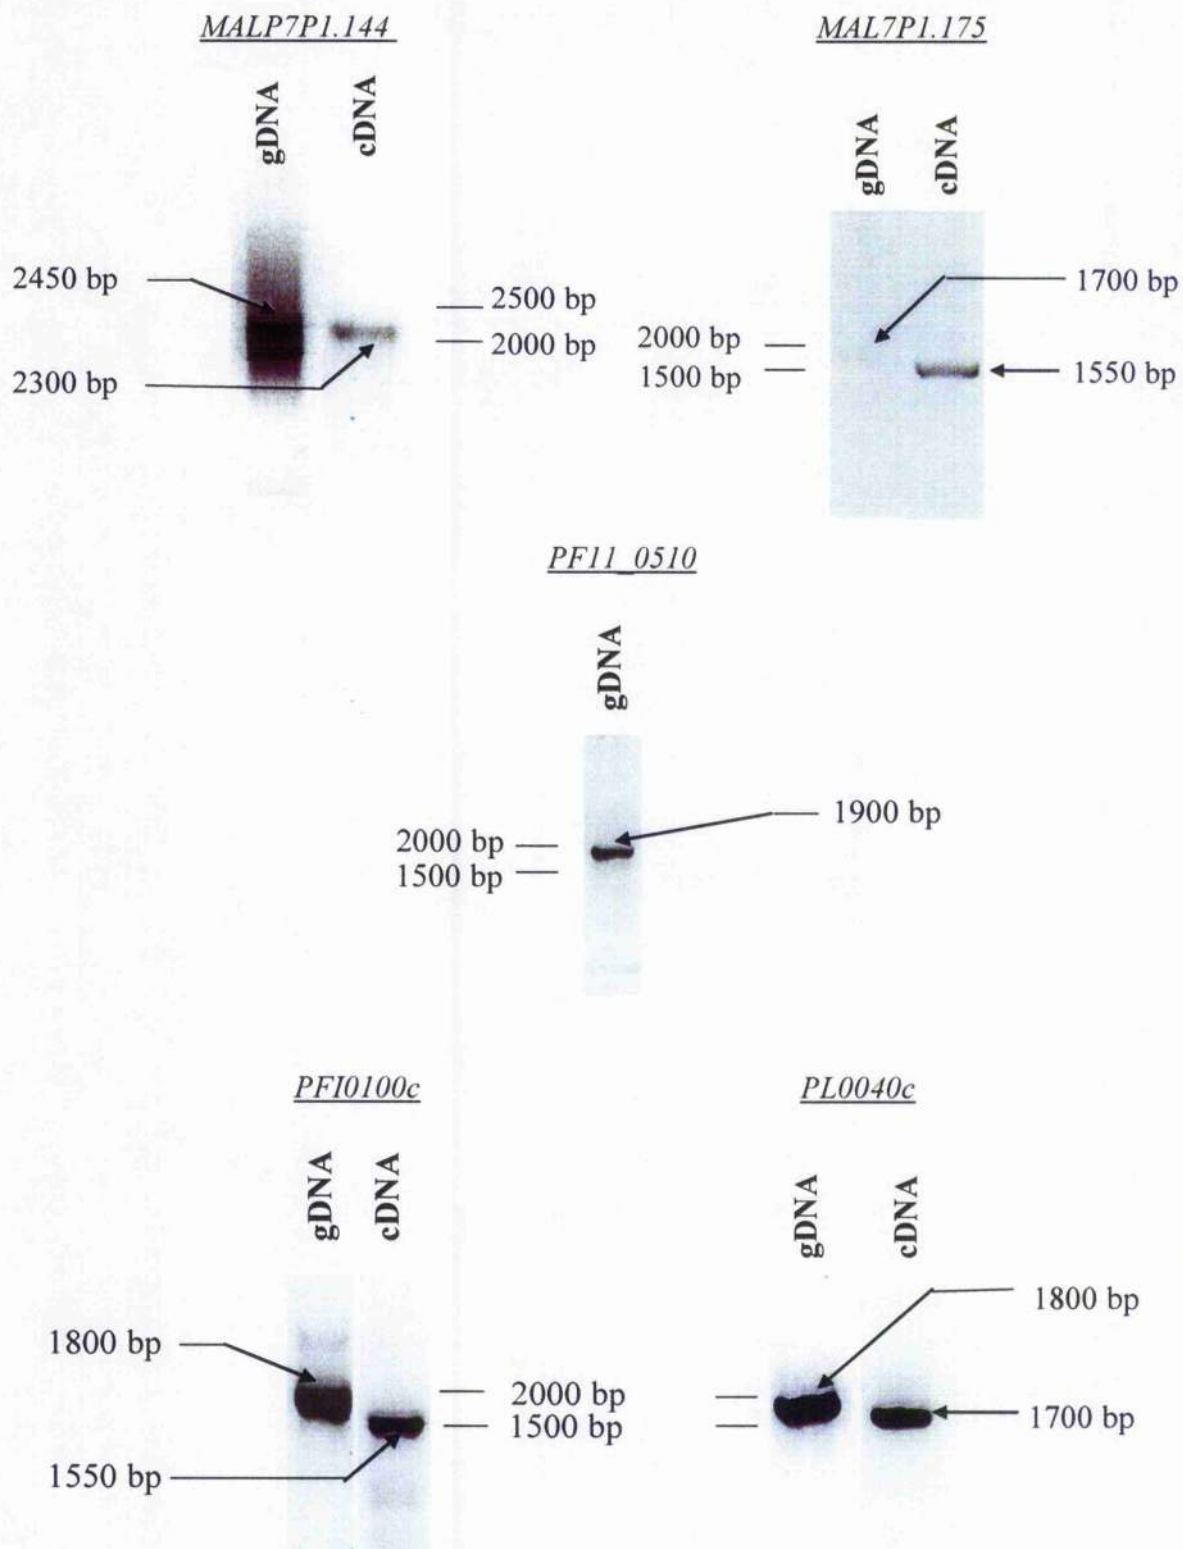 MALP7P1.144
gDNA
cDNA
2450 bp
2300 bp
2500 bp
2000 bp
MAL7P1.175
gDNA
cDNA
2000 bp
1500 bp
1700 bp
1550 bp
PF11_0510
gDNA
2000 bp
1500 bp
1900 bp
PFI0100c
gDNA
cDNA
1800 bp
1550 bp
2000 bp
1500 bp
PL0040c
gDNA
cDNA
1800 bp
1700 bp